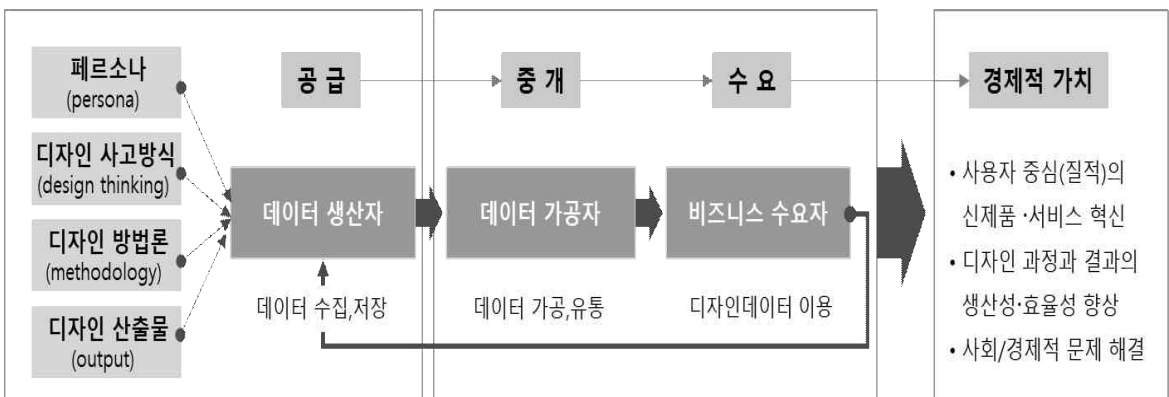 페르소나
(persona)
디자인 사고방식
(design thinking)
디자인 방법론
(methodology)
디자인 산출물
(output)
공 급
중 개
수 요
경제적 가치
데이터 생산자
데이터 가공자
비즈니스 수요자
데이터 수집,저장
데이터 가공,유통
디자인데이터 이용
• 사용자 중심(질적)의
신제품 ·서비스 혁신
• 디자인 과정과 결과의
생산성·효율성 향상
• 사회/경제적 문제 해결